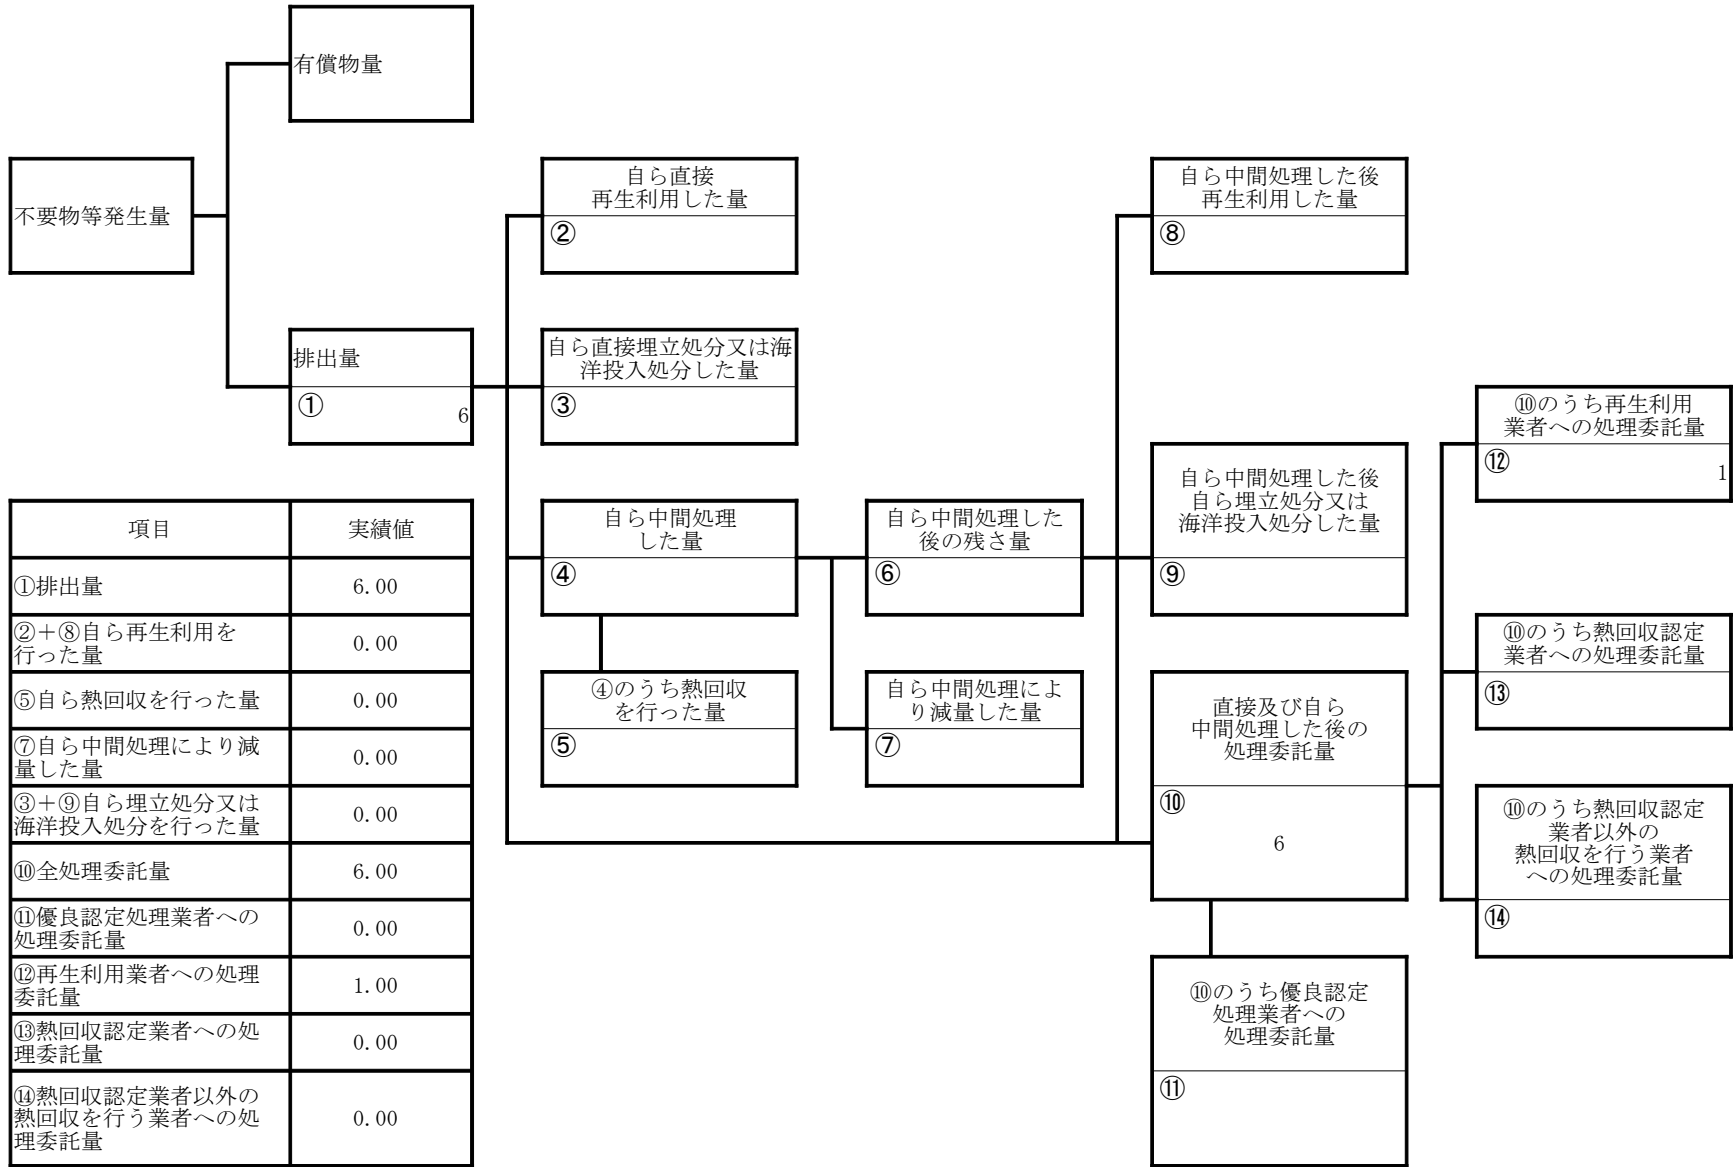 有償物量
不要物等発生量
自ら直接
再生利用した量
②
自ら中間処理した後
再生利用した量
⑧
排出量
①
6
自ら直接埋立処分又は海
洋投入処分した量
③
⑩のうち再生利用
業者への処理委託量
⑫
1
自ら中間処理
した量
④
自ら中間処理した
後の残さ量
⑥
自ら中間処理した後
自ら埋立処分又は
海洋投入処分した量
⑨
⑩のうち熱回収認定
業者への処理委託量
⑬
④のうち熱回収
を行った量
⑤
自ら中間処理によ
り減量した量
⑦
直接及び自ら
中間処理した後の
処理委託量
⑩
6
⑩のうち熱回収認定
業者以外の
熱回収を行う業者
への処理委託量
⑭
⑩のうち優良認定
処理業者への
処理委託量
⑪
項目 実績値
①排出量 6.00
②+⑧自ら再生利用を
行った量 0.00
⑤自ら熱回収を行った量 0.00
⑦自ら中間処理により減
量した量 0.00
③+⑨自ら埋立処分又は
海洋投入処分を行った量 0.00
⑩全処理委託量 6.00
⑪優良認定処理業者への
処理委託量 0.00
⑫再生利用業者への処理
委託量 1.00
⑬熱回収認定業者への処
理委託量 0.00
⑭熱回収認定業者以外の
熱回収を行う業者への処
理委託量 0.00